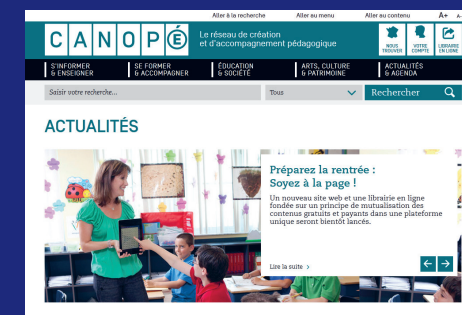 Aller à la recherche Aller au menu Aller au contenu A+ A-
CANOPÉ
Le réseau de création
et d'accompagnement pédagogique
NOUS
TROUVER
VOTRE
COMPTE
LIBRAIRIE
EN LIGNE
S'INFORMER
& ENSEIGNER
SE FORMER
& ACCOMPAGNER
ÉDUCATION
& SOCIÉTÉ
ARTS, CULTURE
& PATRIMOINE
ACTUALITÉS
& AGENDA
Saisir votre recherche... Tous Rechercher
ACTUALITÉS
Préparez la rentrée :
Soyez à la page !
Un nouveau site web et une librairie en ligne
fondée sur un principe de mutualisation des
contenus gratuits et payants dans une plateforme
unique seront bientôt lancés.
Lire la suite >